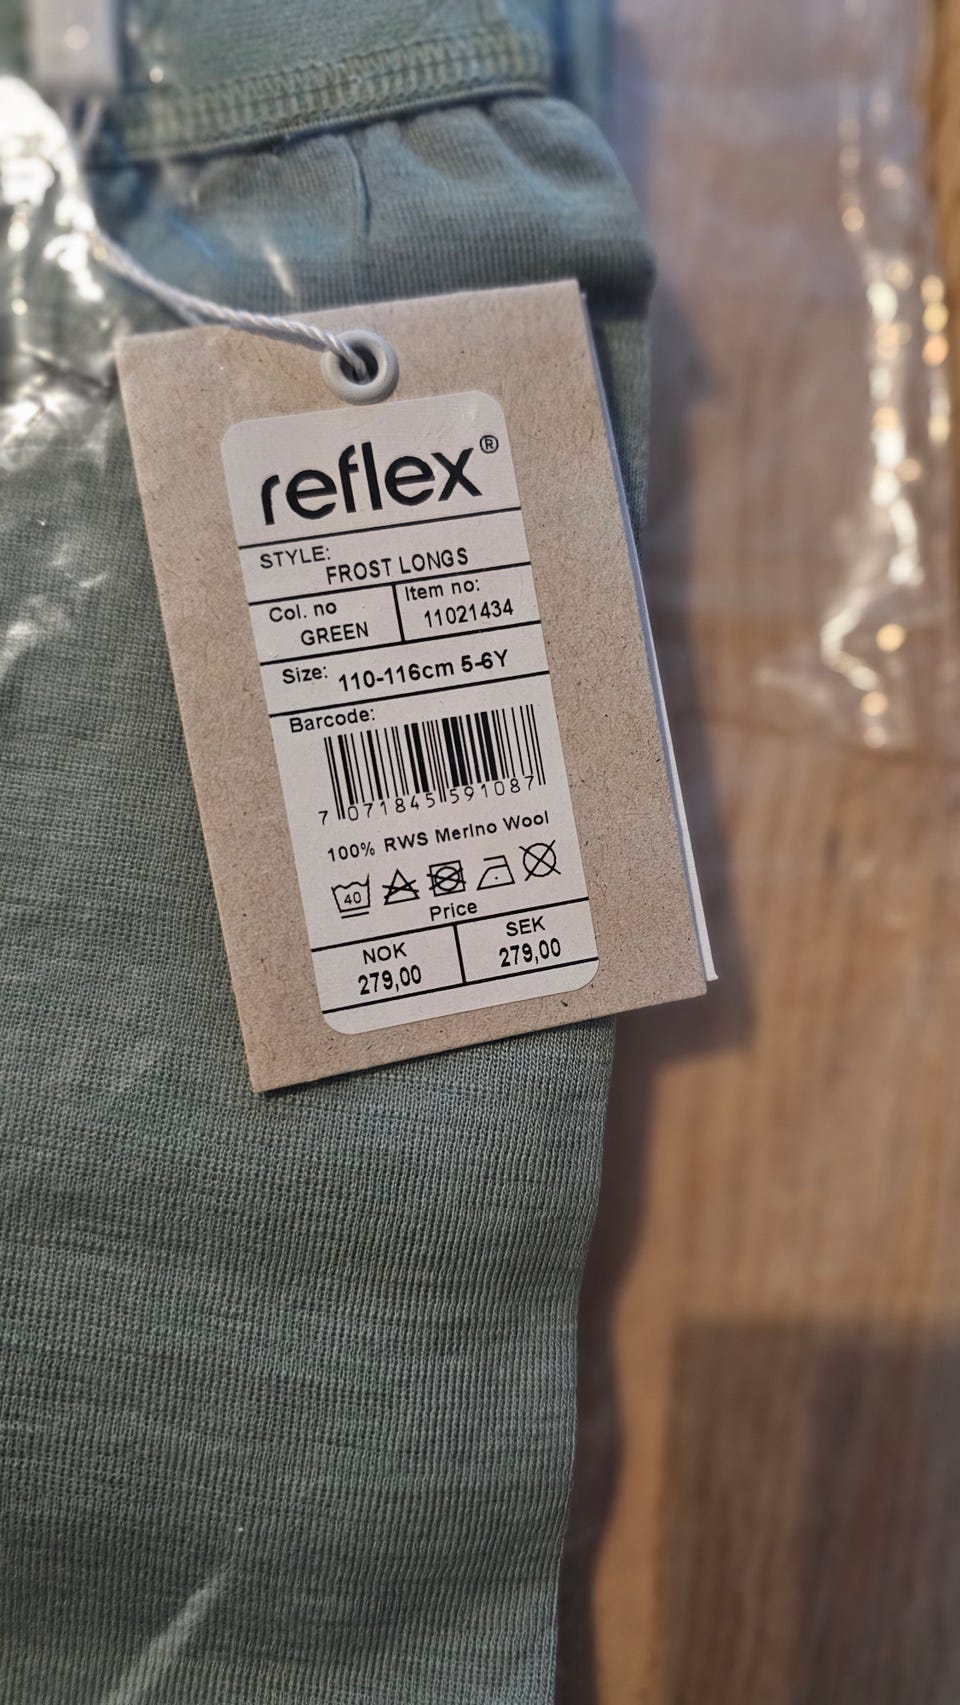 reflex®
STYLE:
FROST LONGS
Col. no
GREEN
Item no:
11021434
Size: 110-116cm 5-6Y
Barcode:
7 071845 591087
100% RWS Merino Wool
40
Price
NOK
279,00
SEK
279,00